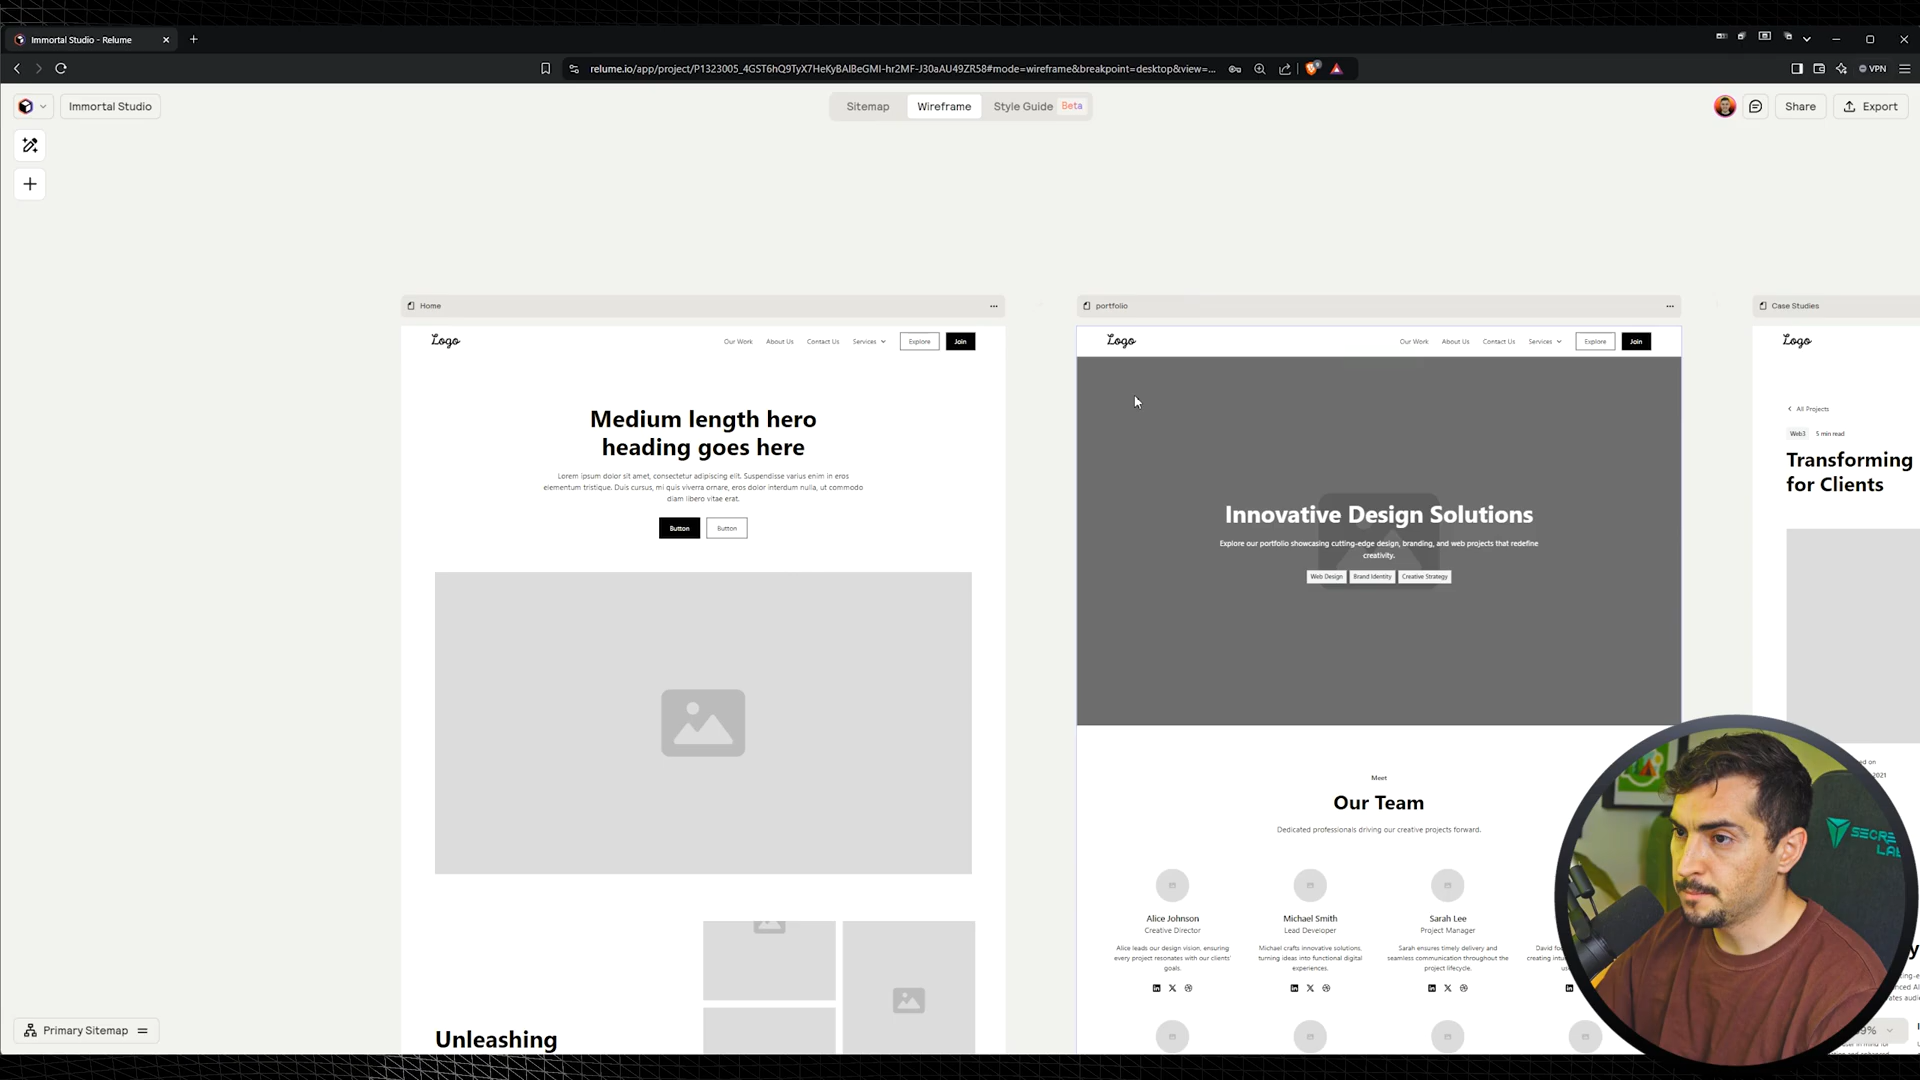 Immortal Studio - Relume
relume.io/app/project/P1323005_4GST6hQ9TyX7HeKyBAIBeGMI-hr2MF-J30aAU49ZR58#mode=wireframe&breakpoint=desktop&view=...
VPN
Immortal Studio
Sitemap
Wireframe
Style Guide Beta
Share
Export
Home
Logo
Our Work
About Us
Contact Us
Services
Explore
Join
Medium length hero
heading goes here
Lorem ipsum dolor sit amet, consectetur adipiscing elit. Suspendisse varius enim in eros
elementum tristique. Duis cursus, mi quis viverra ornare, eros dolor interdum nulla, ut commodo
diam libero vitae erat.
Button
Button
Unleashing
portfolio
Logo
Our Work
About Us
Contact Us
Services
Explore
Join
Innovative Design Solutions
Explore our portfolio showcasing cutting-edge design, branding, and web projects that redefine
creativity.
Web Design
Brand Identity
Creative Strategy
Meet
Our Team
Dedicated professionals driving our creative projects forward.
Alice Johnson
Creative Director
Alice leads our design vision, ensuring
every project resonates with our clients'
goals.
Michael Smith
Lead Developer
Michael crafts innovative solutions,
turning ideas into functional digital
experiences.
Sarah Lee
Project Manager
Sarah ensures timely delivery and
seamless communication throughout the
project lifecycle.
Case Studies
Logo
All Projects
Web3
5 min read
Transforming
for Clients
2021
SECRE
LAB
Primary Sitemap